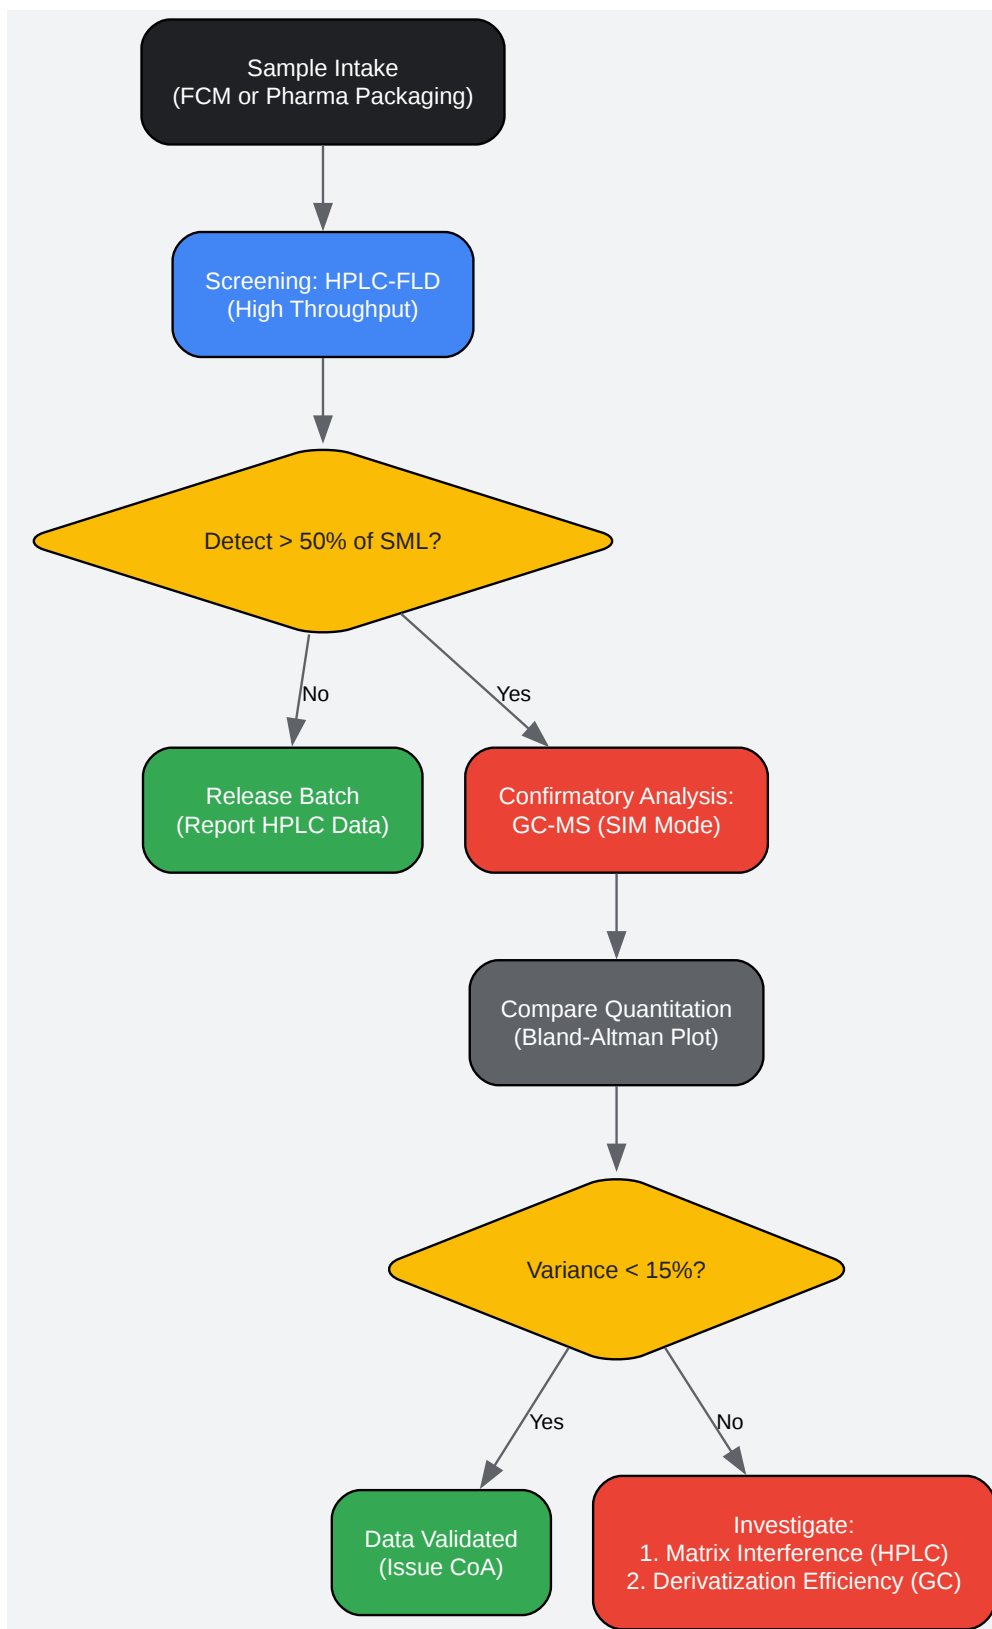 Sample Intake
(FCM or Pharma Packaging)
Screening: HPLC-FLD
(High Throughput)
Detect > 50% of SML?
No
Yes
Release Batch
(Report HPLC Data)
Confirmatory Analysis:
GC-MS (SIM Mode)
Compare Quantitation
(Bland-Altman Plot)
Variance < 15%?
Yes
No
Data Validated
(Issue CoA)
Investigate:
1. Matrix Interference (HPLC)
2. Derivatization Efficiency (GC)